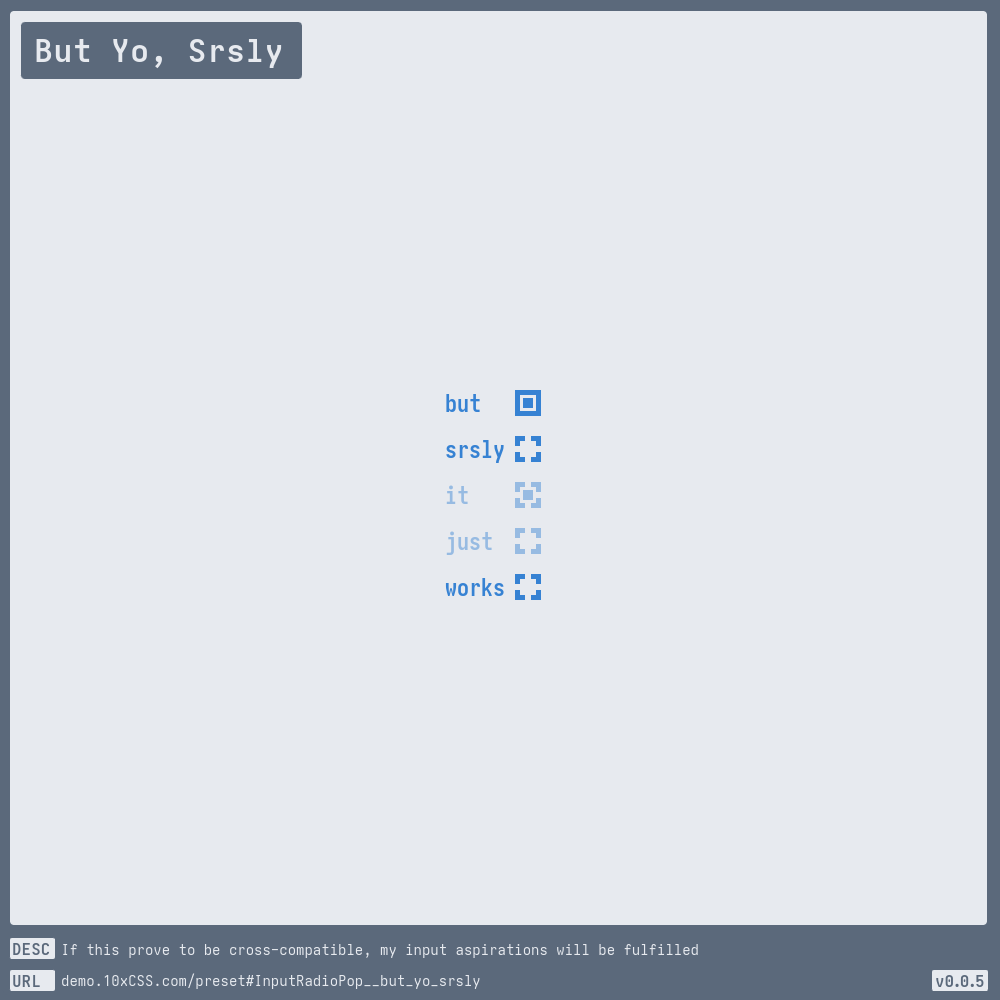 But Yo, Srsly
but
srsly
it
just
works
DESC If this prove to be cross-compatible, my input aspirations will be fulfilled
URL demo.10xCSS.com/preset#InputRadioPop__but_yo_srsly v0.0.5